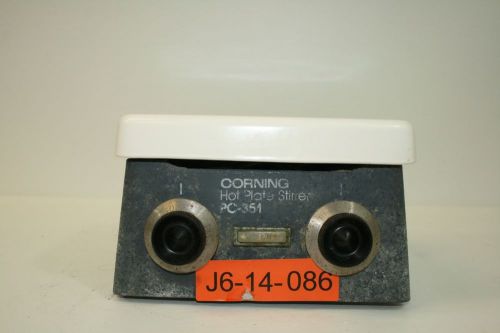 CORNING
Hot Plate Stirrer
PC-351
J6-14-086